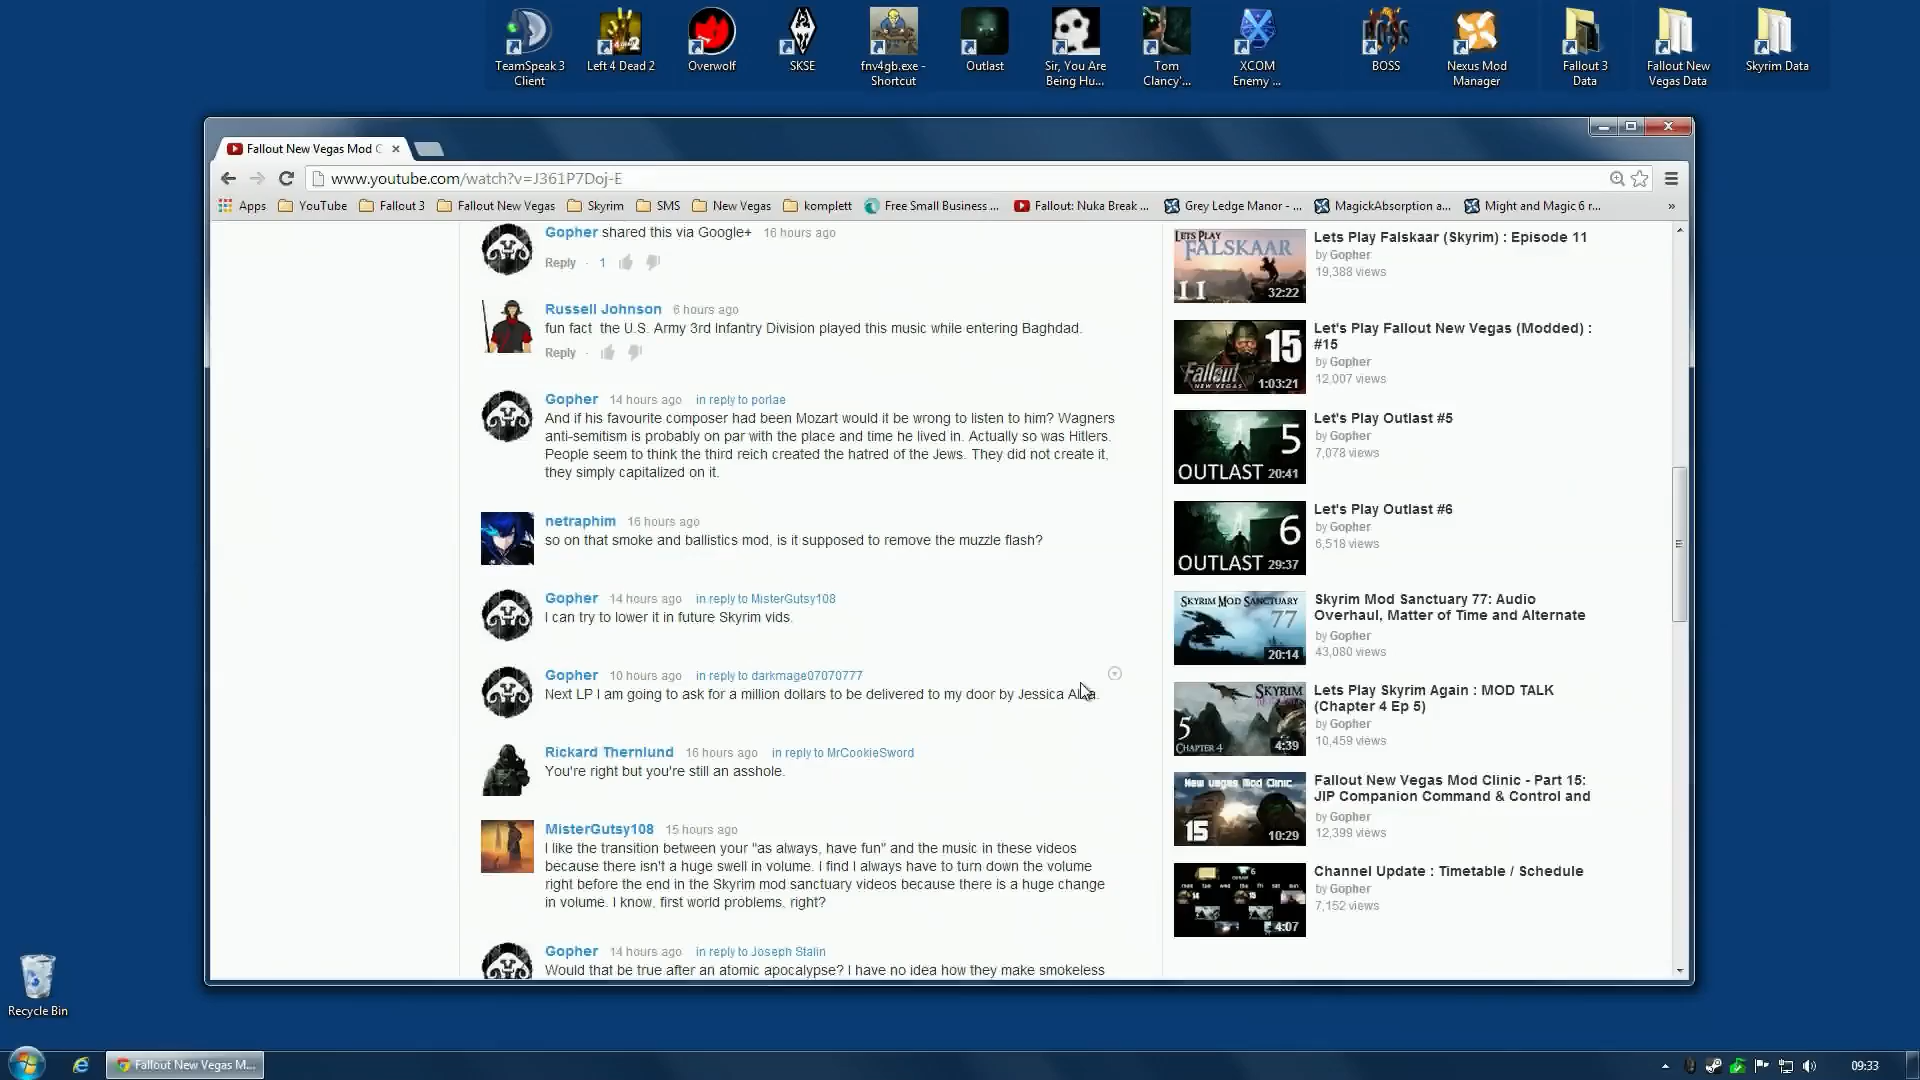 TeamSpeak 3 Client
Left 4 Dead 2
Overwolf
SKSE
fnv4gb.exe - Shortcut
Outlast
Sir, You Are Being Hu...
Tom Clancy'...
XCOM Enemy ...
BOSS
Nexus Mod Manager
Fallout 3 Data
Fallout New Vegas Data
Skyrim Data
Fallout New Vegas Mod C
www.youtube.com/watch?v=J361P7Doj-E
Apps YouTube Fallout 3 Fallout New Vegas Skyrim SMS New Vegas komplett Free Small Business ... Fallout: Nuka Break ... Grey Ledge Manor - ... MagickAbsorption a... Might and Magic 6 r... »
Gopher shared this via Google+ 16 hours ago
Reply · 1
Russell Johnson 6 hours ago
fun fact the U.S. Army 3rd Infantry Division played this music while entering Baghdad.
Reply ·
Gopher 14 hours ago in reply to porlae
And if his favourite composer had been Mozart would it be wrong to listen to him? Wagners
anti-semitism is probably on par with the place and time he lived in. Actually so was Hitlers.
People seem to think the third reich created the hatred of the Jews. They did not create it,
they simply capitalized on it.
netraphim 16 hours ago
so on that smoke and ballistics mod, is it supposed to remove the muzzle flash?
Gopher 14 hours ago in reply to MisterGutsy108
I can try to lower it in future Skyrim vids.
Gopher 10 hours ago in reply to darkmage07070777
Next LP I am going to ask for a million dollars to be delivered to my door by Jessica
Rickard Thernlund 16 hours ago in reply to MrCookieSword
You're right but you're still an asshole.
MisterGutsy108 15 hours ago
I like the transition between your "as always, have fun" and the music in these videos
because there isn't a huge swell in volume. I find I always have to turn down the volume
right before the end in the Skyrim mod sanctuary videos because there is a huge change
in volume. I know, first world problems, right?
Gopher 14 hours ago in reply to Joseph Stalin
Would that be true after an atomic apocalypse? I have no idea how they make smokeless
LETS PLAY
FALSKAAR
11
32:22
Lets Play Falskaar (Skyrim) : Episode 11
by Gopher
19,388 views
15
Fallout
NEW VEGAS
1:03:21
Let's Play Fallout New Vegas (Modded) :
#15
by Gopher
12,007 views
5
OUTLAST 20:41
Let's Play Outlast #5
by Gopher
7,078 views
6
OUTLAST 29:37
Let's Play Outlast #6
by Gopher
6,518 views
SKYRIM MOD SANCTUARY
77
20:14
Skyrim Mod Sanctuary 77: Audio
Overhaul, Matter of Time and Alternate
by Gopher
43,080 views
SKYRIM
5
CHAPTER 4
4:39
Lets Play Skyrim Again : MOD TALK
(Chapter 4 Ep 5)
by Gopher
10,459 views
New Vegas Mod Clinic
15
10:29
Fallout New Vegas Mod Clinic - Part 15:
JIP Companion Command & Control and
by Gopher
12,399 views
4:07
Channel Update : Timetable / Schedule
by Gopher
7,152 views
Recycle Bin
Fallout New Vegas M...
09:33